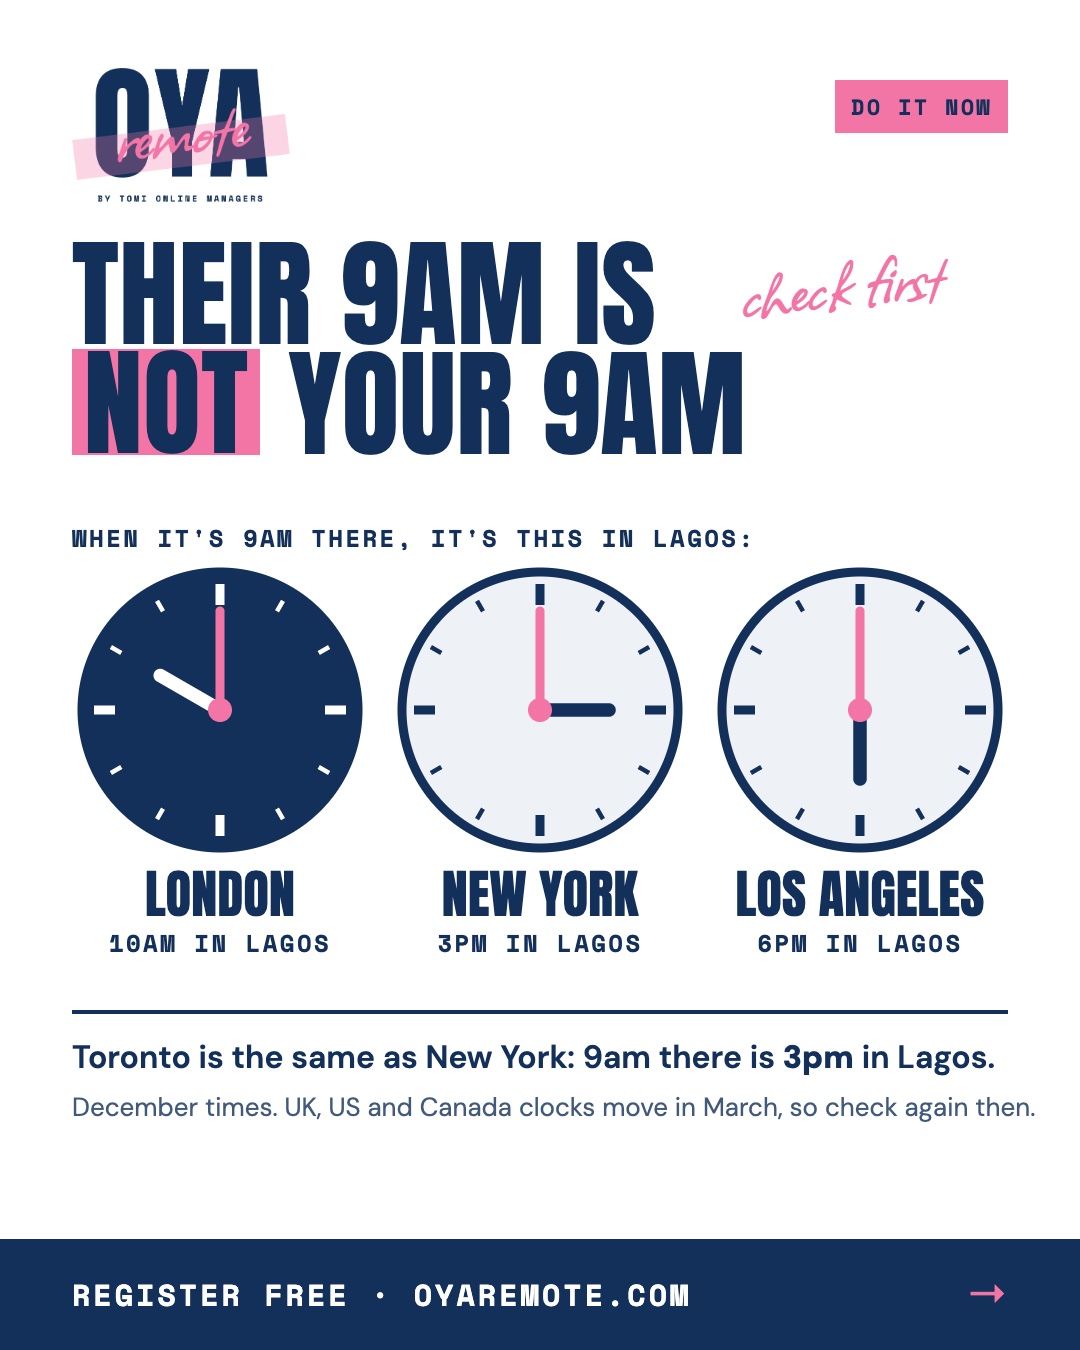 OYA
remote
BY TOMI ONLINE MANAGERS
DO IT NOW
THEIR 9AM IS
check first
NOT YOUR 9AM
WHEN IT'S 9AM THERE, IT'S THIS IN LAGOS:
LONDON
10AM IN LAGOS
NEW YORK
3PM IN LAGOS
LOS ANGELES
6PM IN LAGOS
Toronto is the same as New York: 9am there is 3pm in Lagos.
December times. UK, US and Canada clocks move in March, so check again then.
REGISTER FREE · OYAREMOTE.COM →